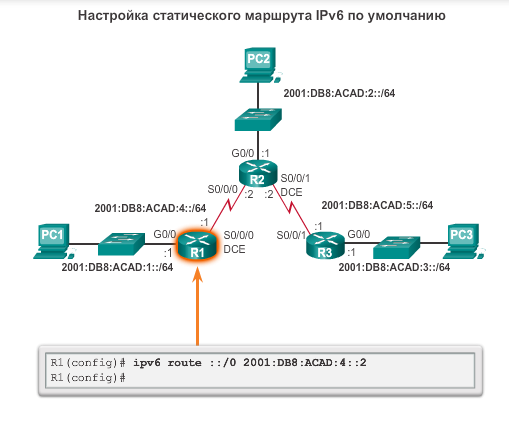 Настройка статического маршрута IPv6 по умолчанию
PC2
2001:DB8:ACAD:2::/64
G0/0 :1
R2
S0/0/1
DCE
S0/0/0
:2 :2
2001:DB8:ACAD:4::/64
2001:DB8:ACAD:5::/64
:1
:1
PC1
G0/0
:1
R1
S0/0/0
DCE
S0/0/1
R3
G0/0
:1
PC3
2001:DB8:ACAD:1::/64
2001:DB8:ACAD:3::/64
R1(config)# ipv6 route ::/0 2001:DB8:ACAD:4::2
R1(config)#